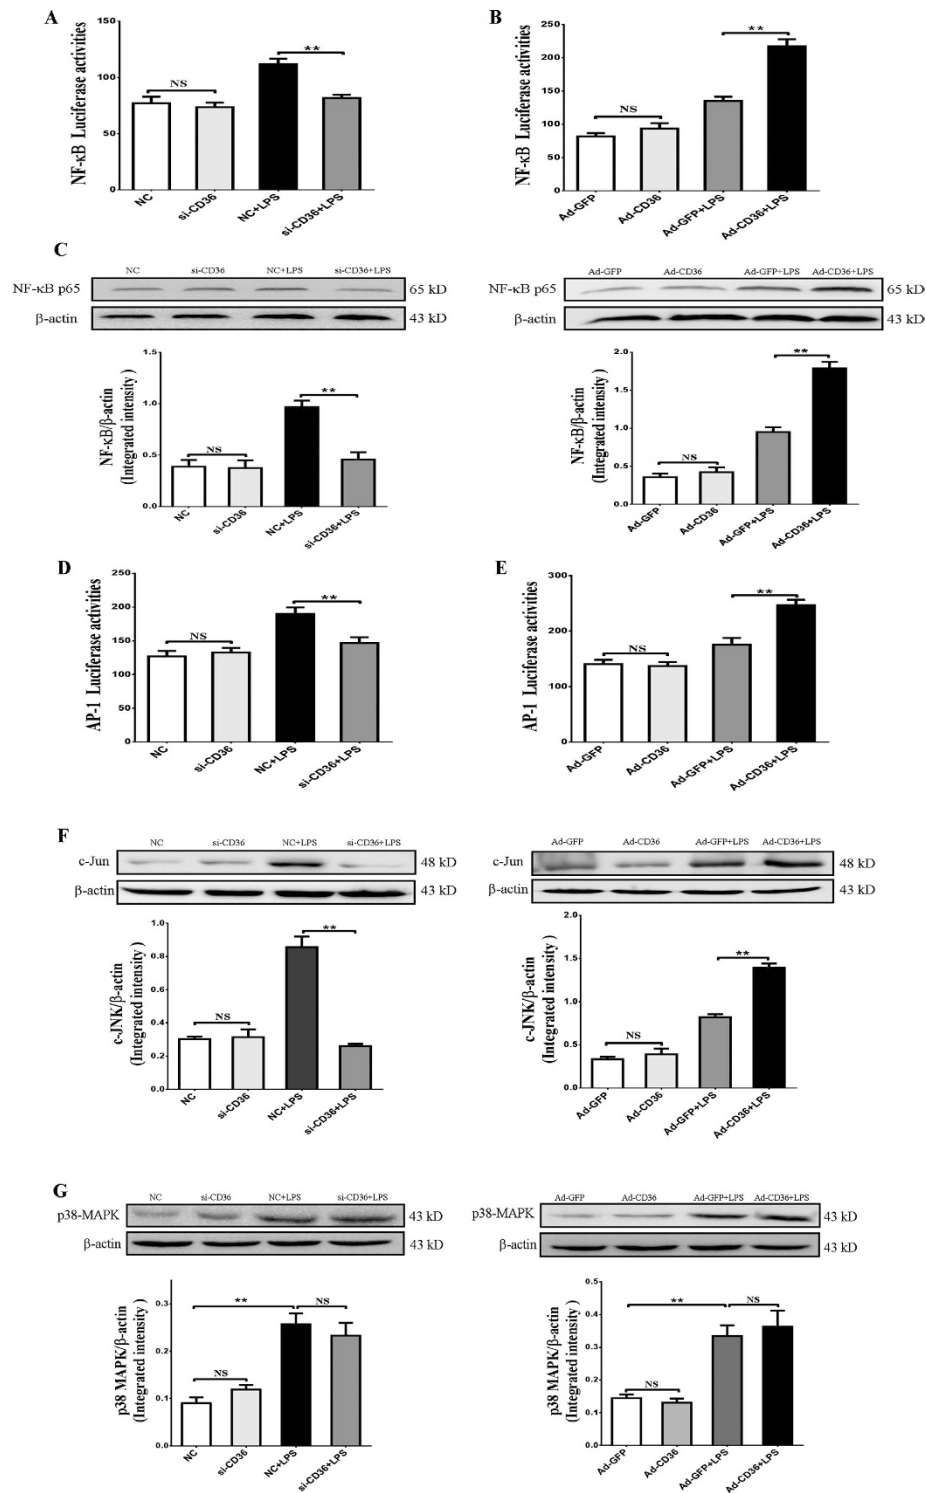 A
NF-κB Luciferase activities
150
100
50
0
NS
**
NC
si-CD36
NC+LPS
si-CD36+LPS
B
NF-κB Luciferase activities
250
200
150
100
50
0
NS
**
Ad-GFP
Ad-CD36
Ad-GFP+LPS
Ad-CD36+LPS
C
NC si-CD36 NC+LPS si-CD36+LPS
NF-κB p65 65 kD
β-actin 43 kD
NF-κB/β-actin
(Integrated intensity )
1.5
1.0
0.5
0.0
NS
**
NC
si-CD36
NC+LPS
si-CD36+LPS
Ad-GFP Ad-CD36 Ad-GFP+LPS Ad-CD36+LPS
NF-κB p65 65 kD
β-actin 43 kD
NF-κB/β-actin
(Integrated intensity )
2.0
1.5
1.0
0.5
0.0
NS
**
Ad-GFP
Ad-CD36
Ad-GFP+LPS
Ad-CD36+LPS
D
AP-1 Luciferase activities
250
200
150
100
50
0
NS
**
NC
si-CD36
NC+LPS
si-CD36+LPS
E
AP-1 Luciferase activities
300
200
100
0
NS
**
Ad-GFP
Ad-CD36
Ad-GFP+LPS
Ad-CD36+LPS
F
NC si-CD36 NC+LPS si-CD36+LPS
c-Jun 48 kD
β-actin 43 kD
c-JNK/β-actin
(Integrated intensity )
1.0
0.8
0.6
0.4
0.2
0.0
NS
**
NC
si-CD36
NC+LPS
si-CD36+LPS
Ad-GFP Ad-CD36 Ad-GFP+LPS Ad-CD36+LPS
c-Jun 48 kD
β-actin 43 kD
c-JNK/β-actin
(Integrated intensity )
2.0
1.5
1.0
0.5
0.0
NS
**
Ad-GFP
Ad-CD36
Ad-GFP+LPS
Ad-CD36+LPS
G
NC si-CD36 NC+LPS si-CD36+LPS
p38-MAPK 43 kD
β-actin 43 kD
p38 MAPK/β-actin
(Integrated intensity )
0.3
0.2
0.1
0.0
NS
**
NS
NC
si-CD36
NC+LPS
si-CD36+LPS
Ad-GFP Ad-CD36 Ad-GFP+LPS Ad-CD36+LPS
p38-MAPK 43 kD
β-actin 43 kD
p38 MAPK/β-actin
(Integrated intensity )
0.5
0.4
0.3
0.2
0.1
0.0
NS
**
NS
Ad-GFP
Ad-CD36
Ad-GFP+LPS
Ad-CD36+LPS